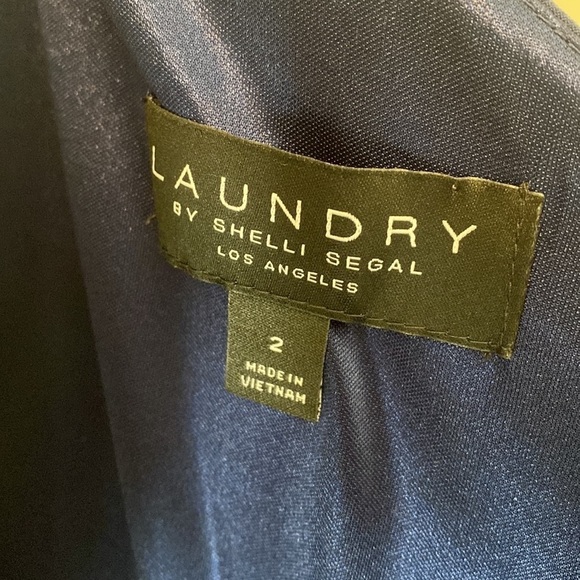 LAUNDRY
BY SHELLI SEGAL
LOS ANGELES
2
MADE IN
VIETNAM